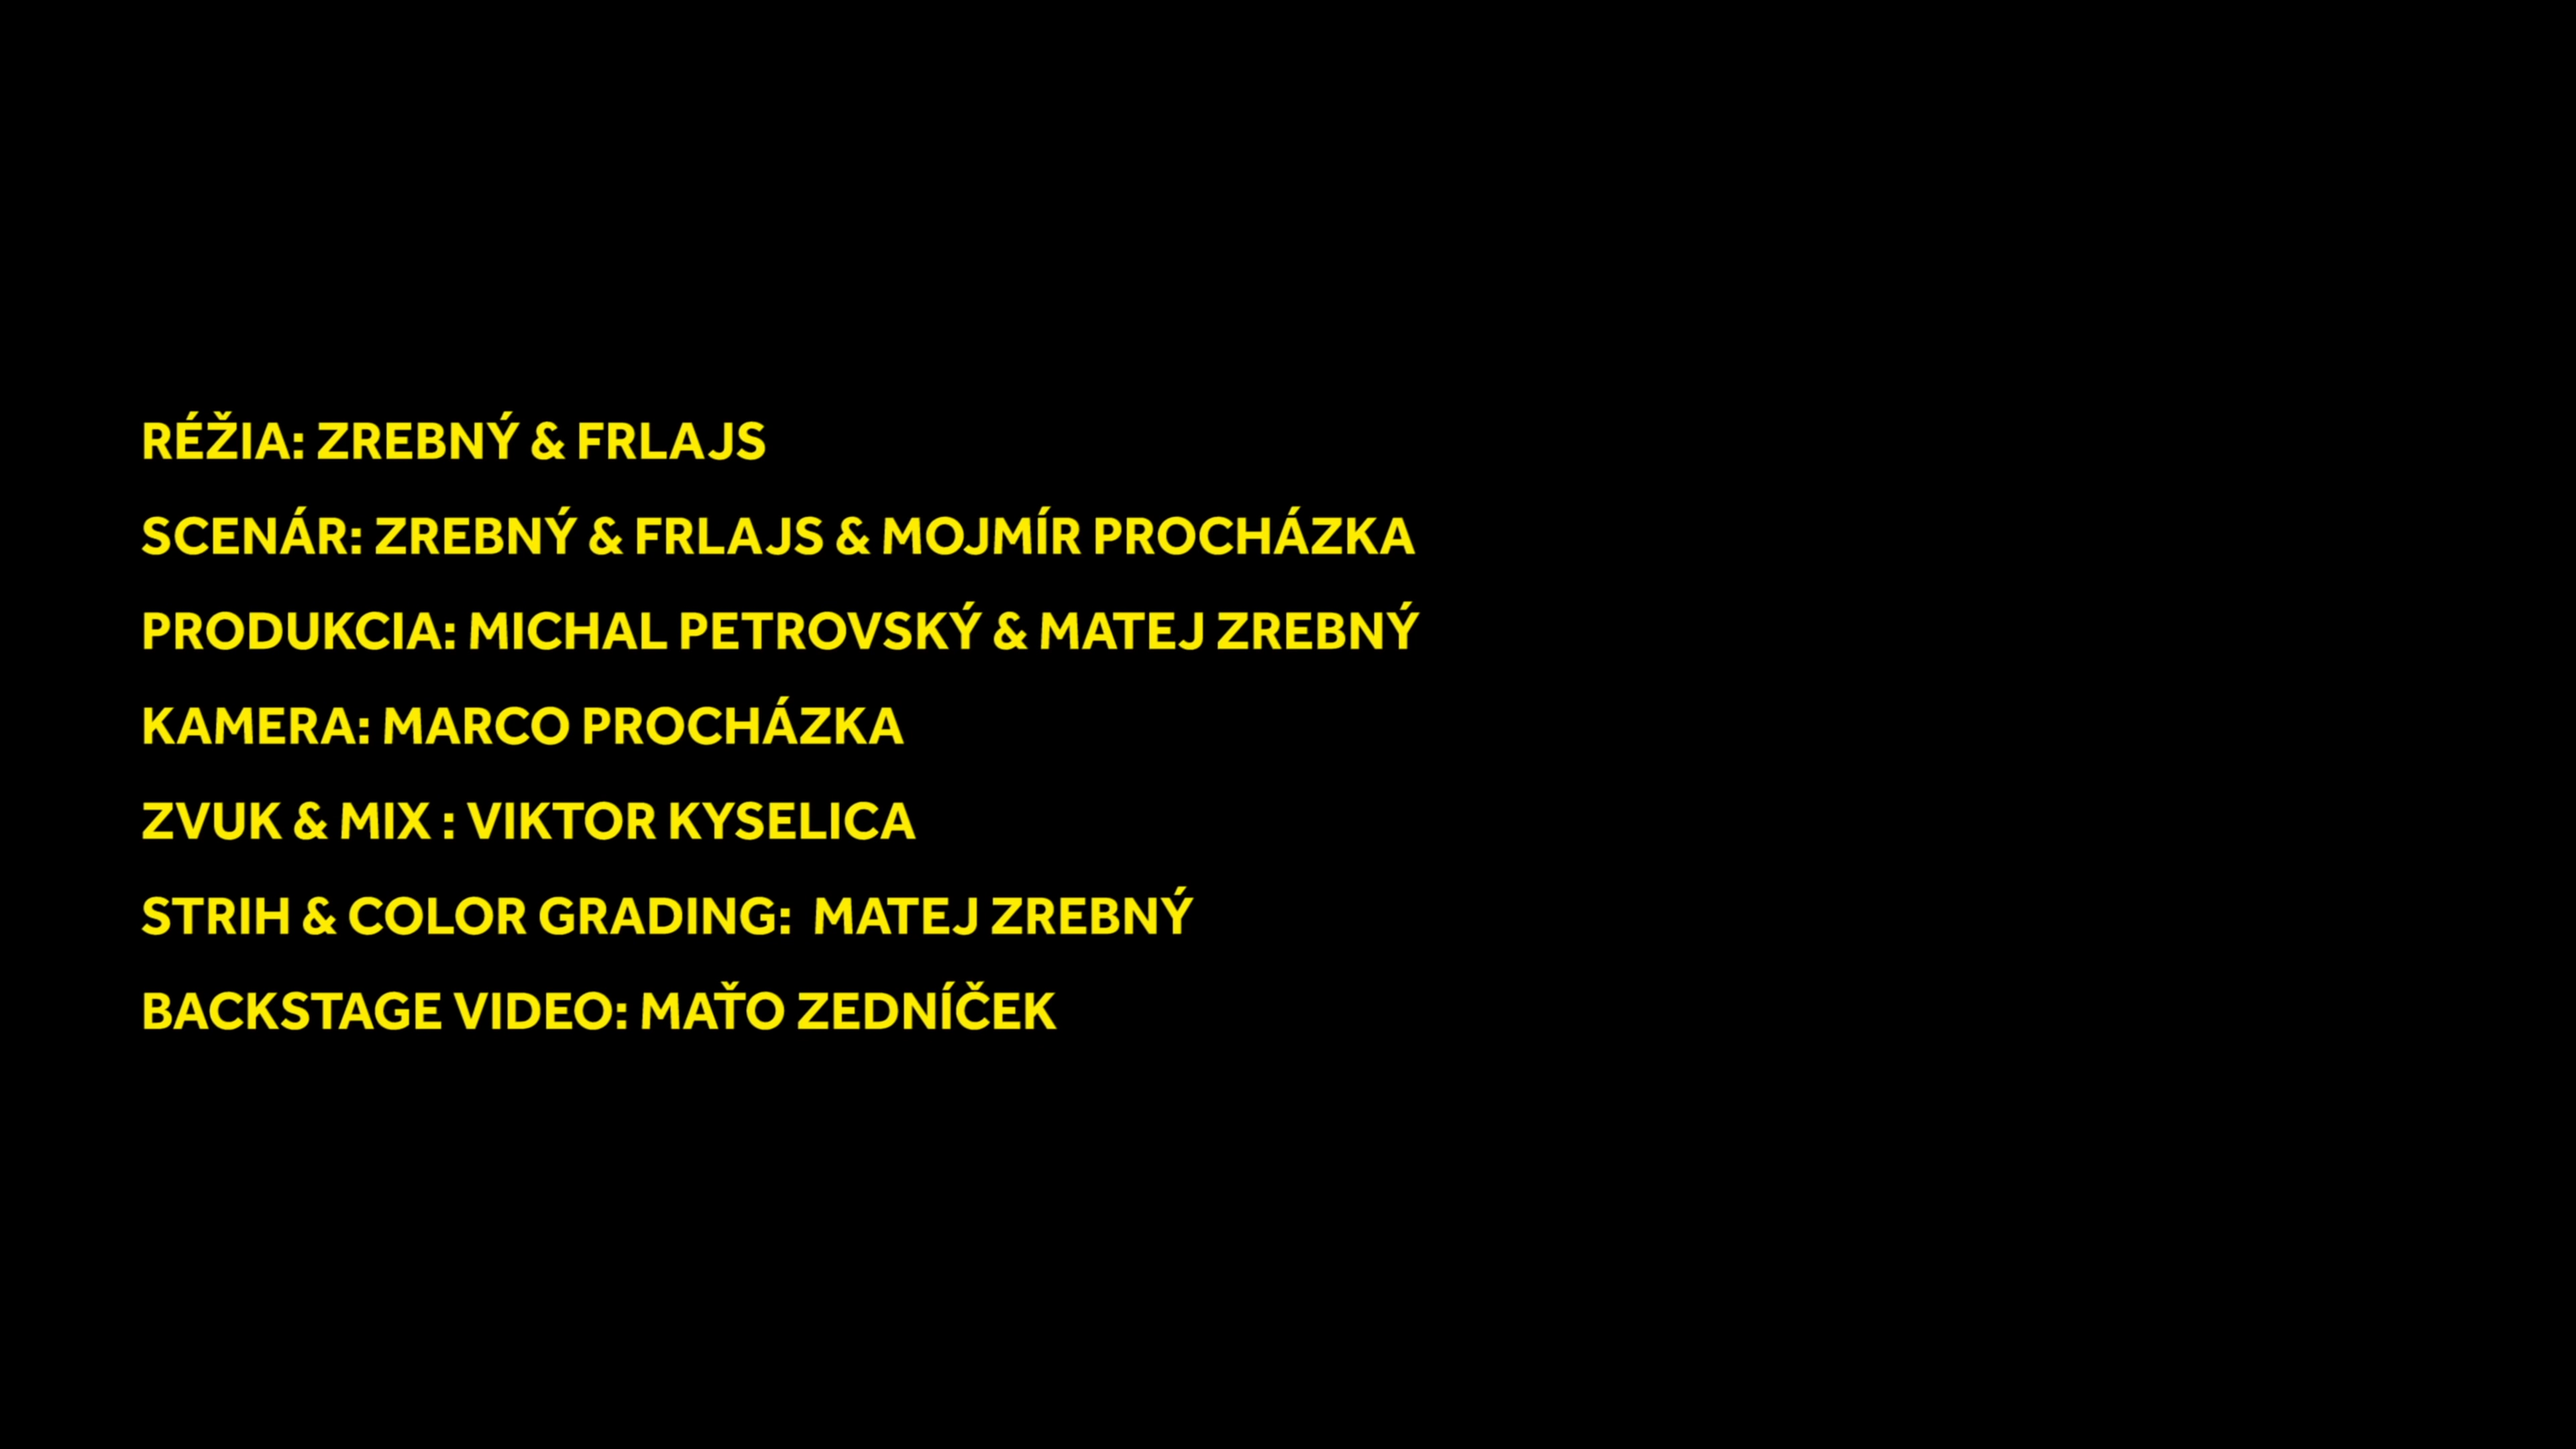 RÉŽIA: ZREBNÝ & FRLAJS
SCENÁR: ZREBNÝ & FRLAJS & MOJMÍR PROCHÁZKA
PRODUKCIA: MICHAL PETROVSKÝ & MATEJ ZREBNÝ
KAMERA: MARCO PROCHÁZKA
ZVUK & MIX : VIKTOR KYSELICA
STRIH & COLOR GRADING:  MATEJ ZREBNÝ
BACKSTAGE VIDEO: MAŤO ZEDNÍČEK